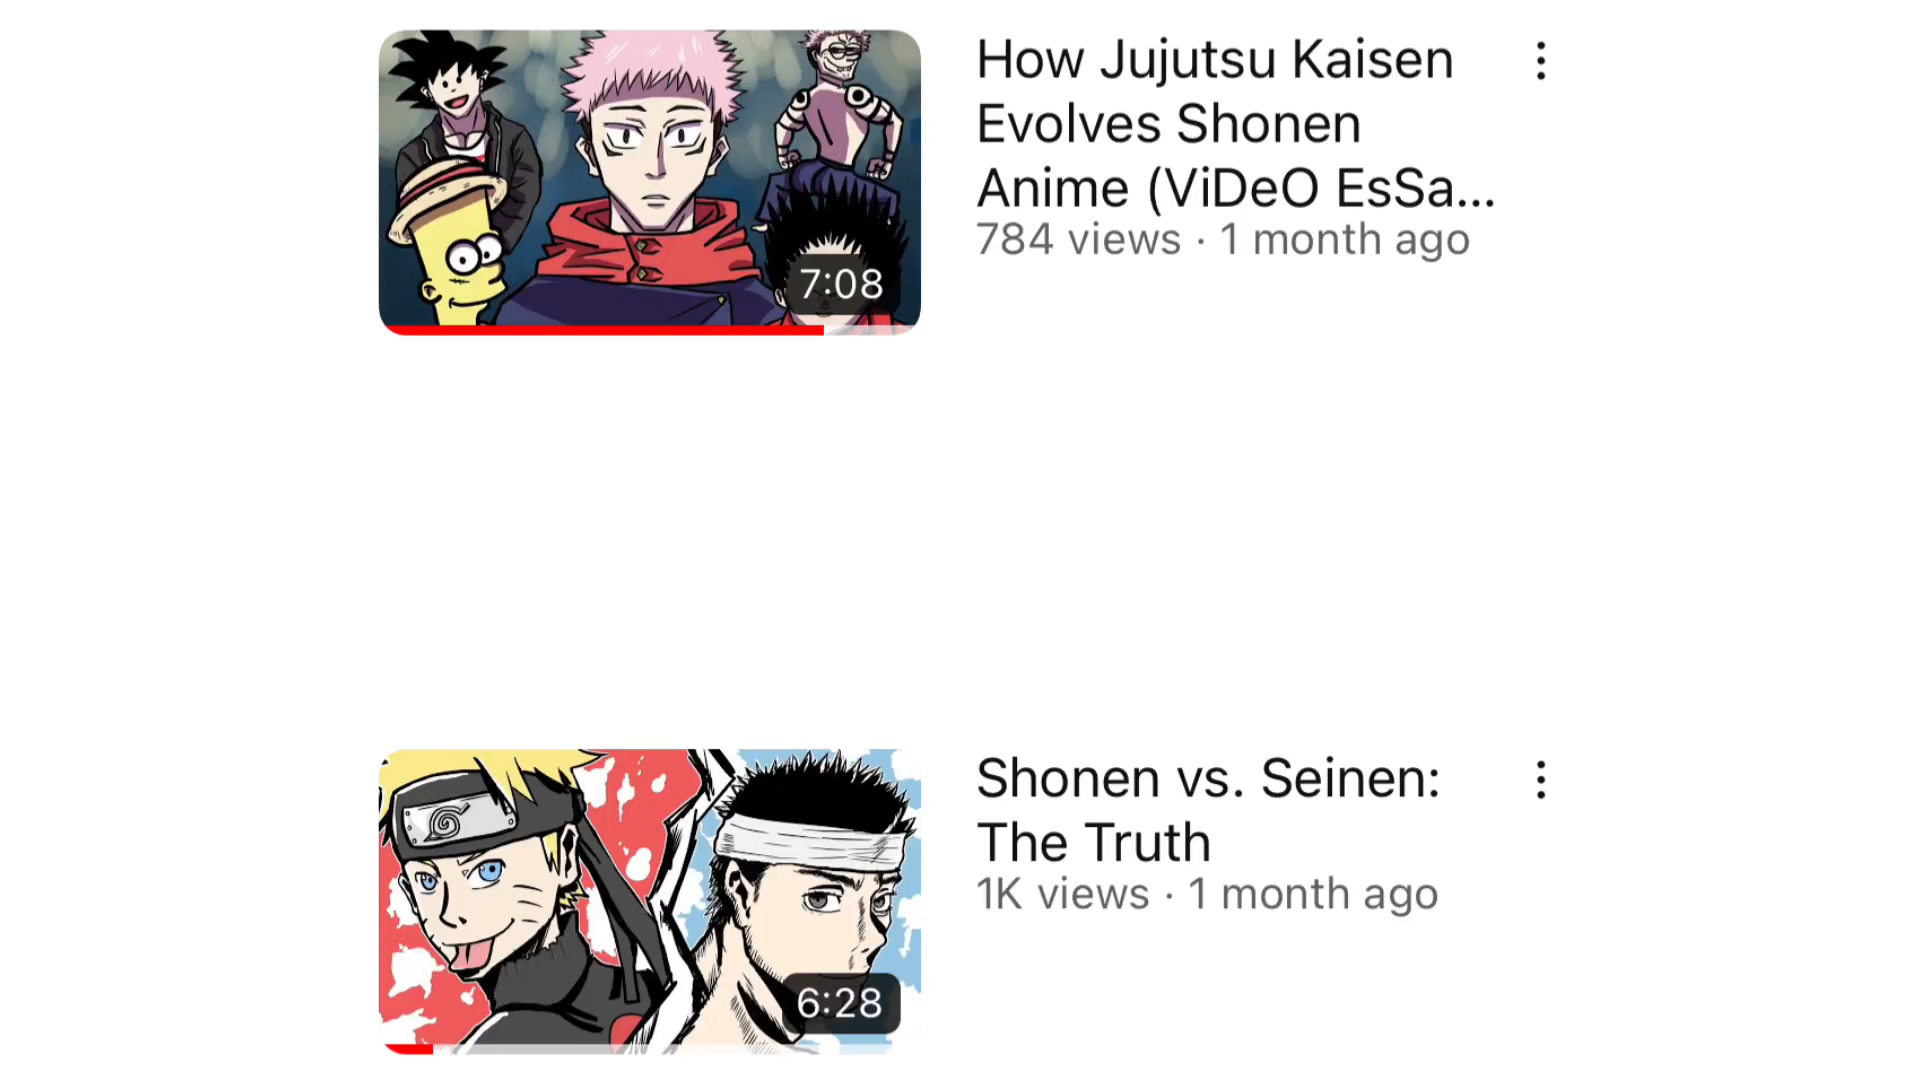 How Jujutsu Kaisen
Evolves Shonen
Anime (ViDeO EsSa...
784 views · 1 month ago
7:08
Shonen vs. Seinen:
The Truth
1K views · 1 month ago
6:28